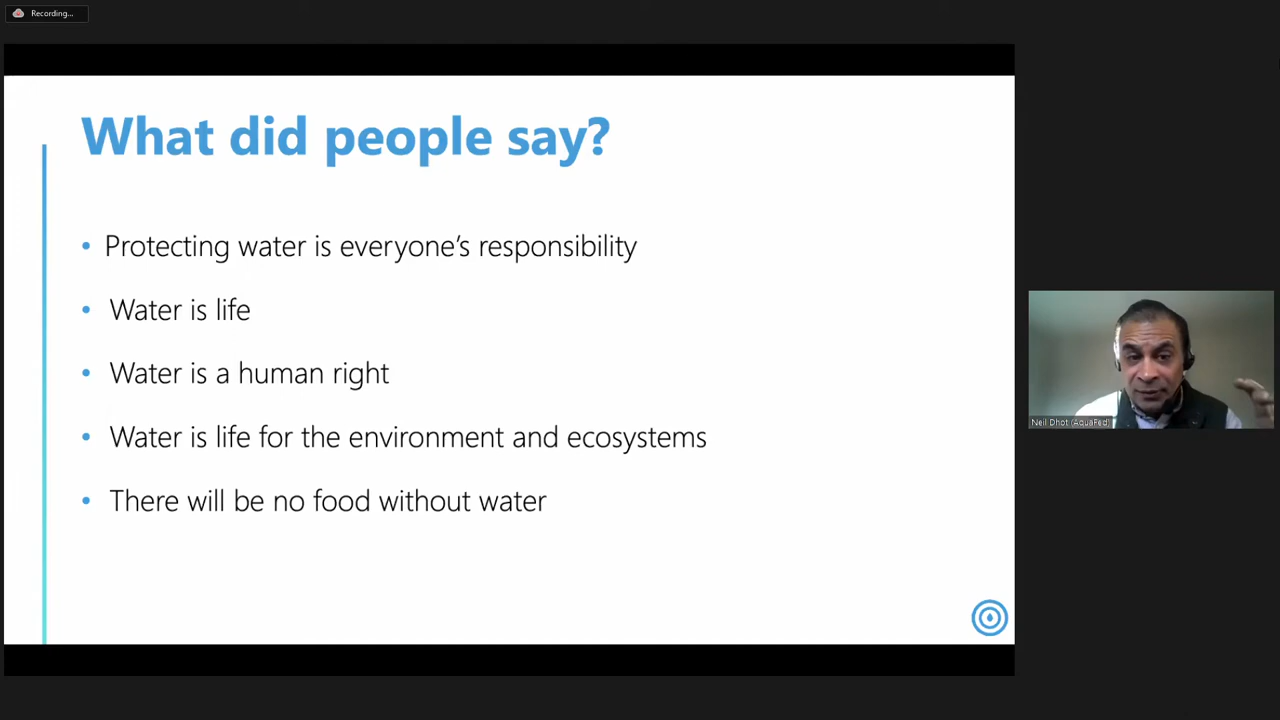 Recording...
What did people say?
• Protecting water is everyone’s responsibility
• Water is life
• Water is a human right
• Water is life for the environment and ecosystems
• There will be no food without water
Neil Dhot (AquaFed)